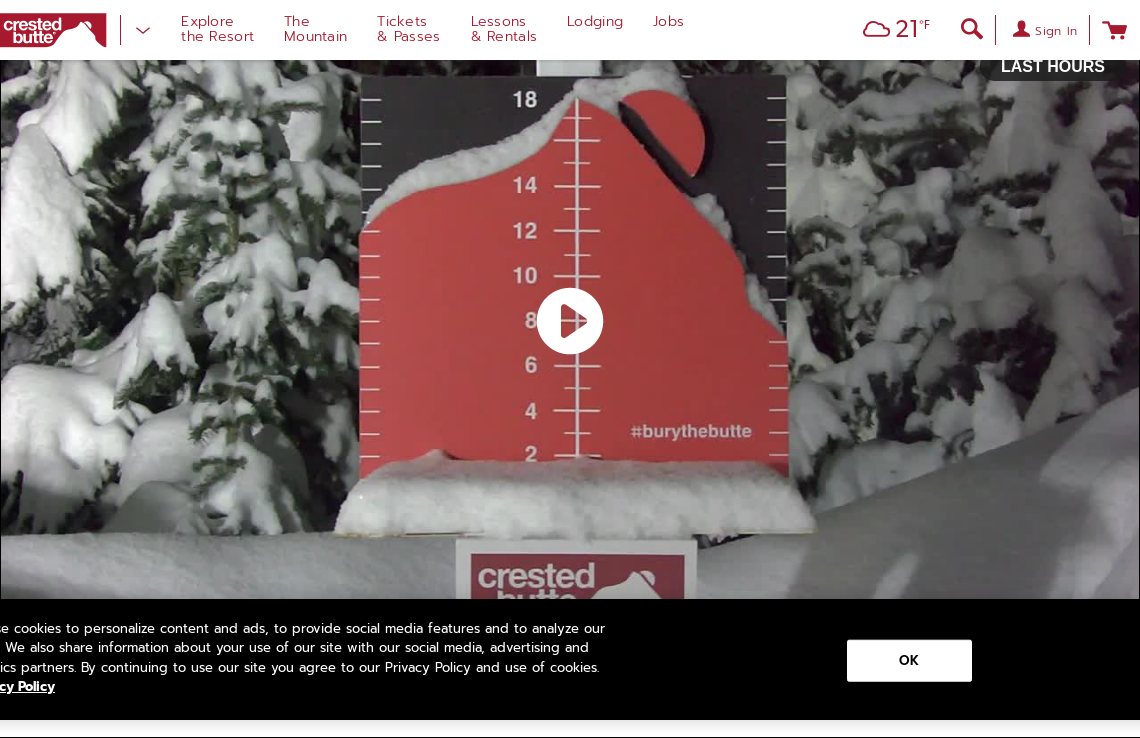 crested
butte
Explore
the Resort
The
Mountain
Tickets
& Passes
Lessons
& Rentals
Lodging
Jobs
21°F
Sign In
LAST HOURS
18
14
12
10
8
6
4
2
#burythebutte
crested
butte
se cookies to personalize content and ads, to provide social media features and to analyze our
We also share information about your use of our site with our social media, advertising and
ics partners. By continuing to use our site you agree to our Privacy Policy and use of cookies.
cy Policy
OK